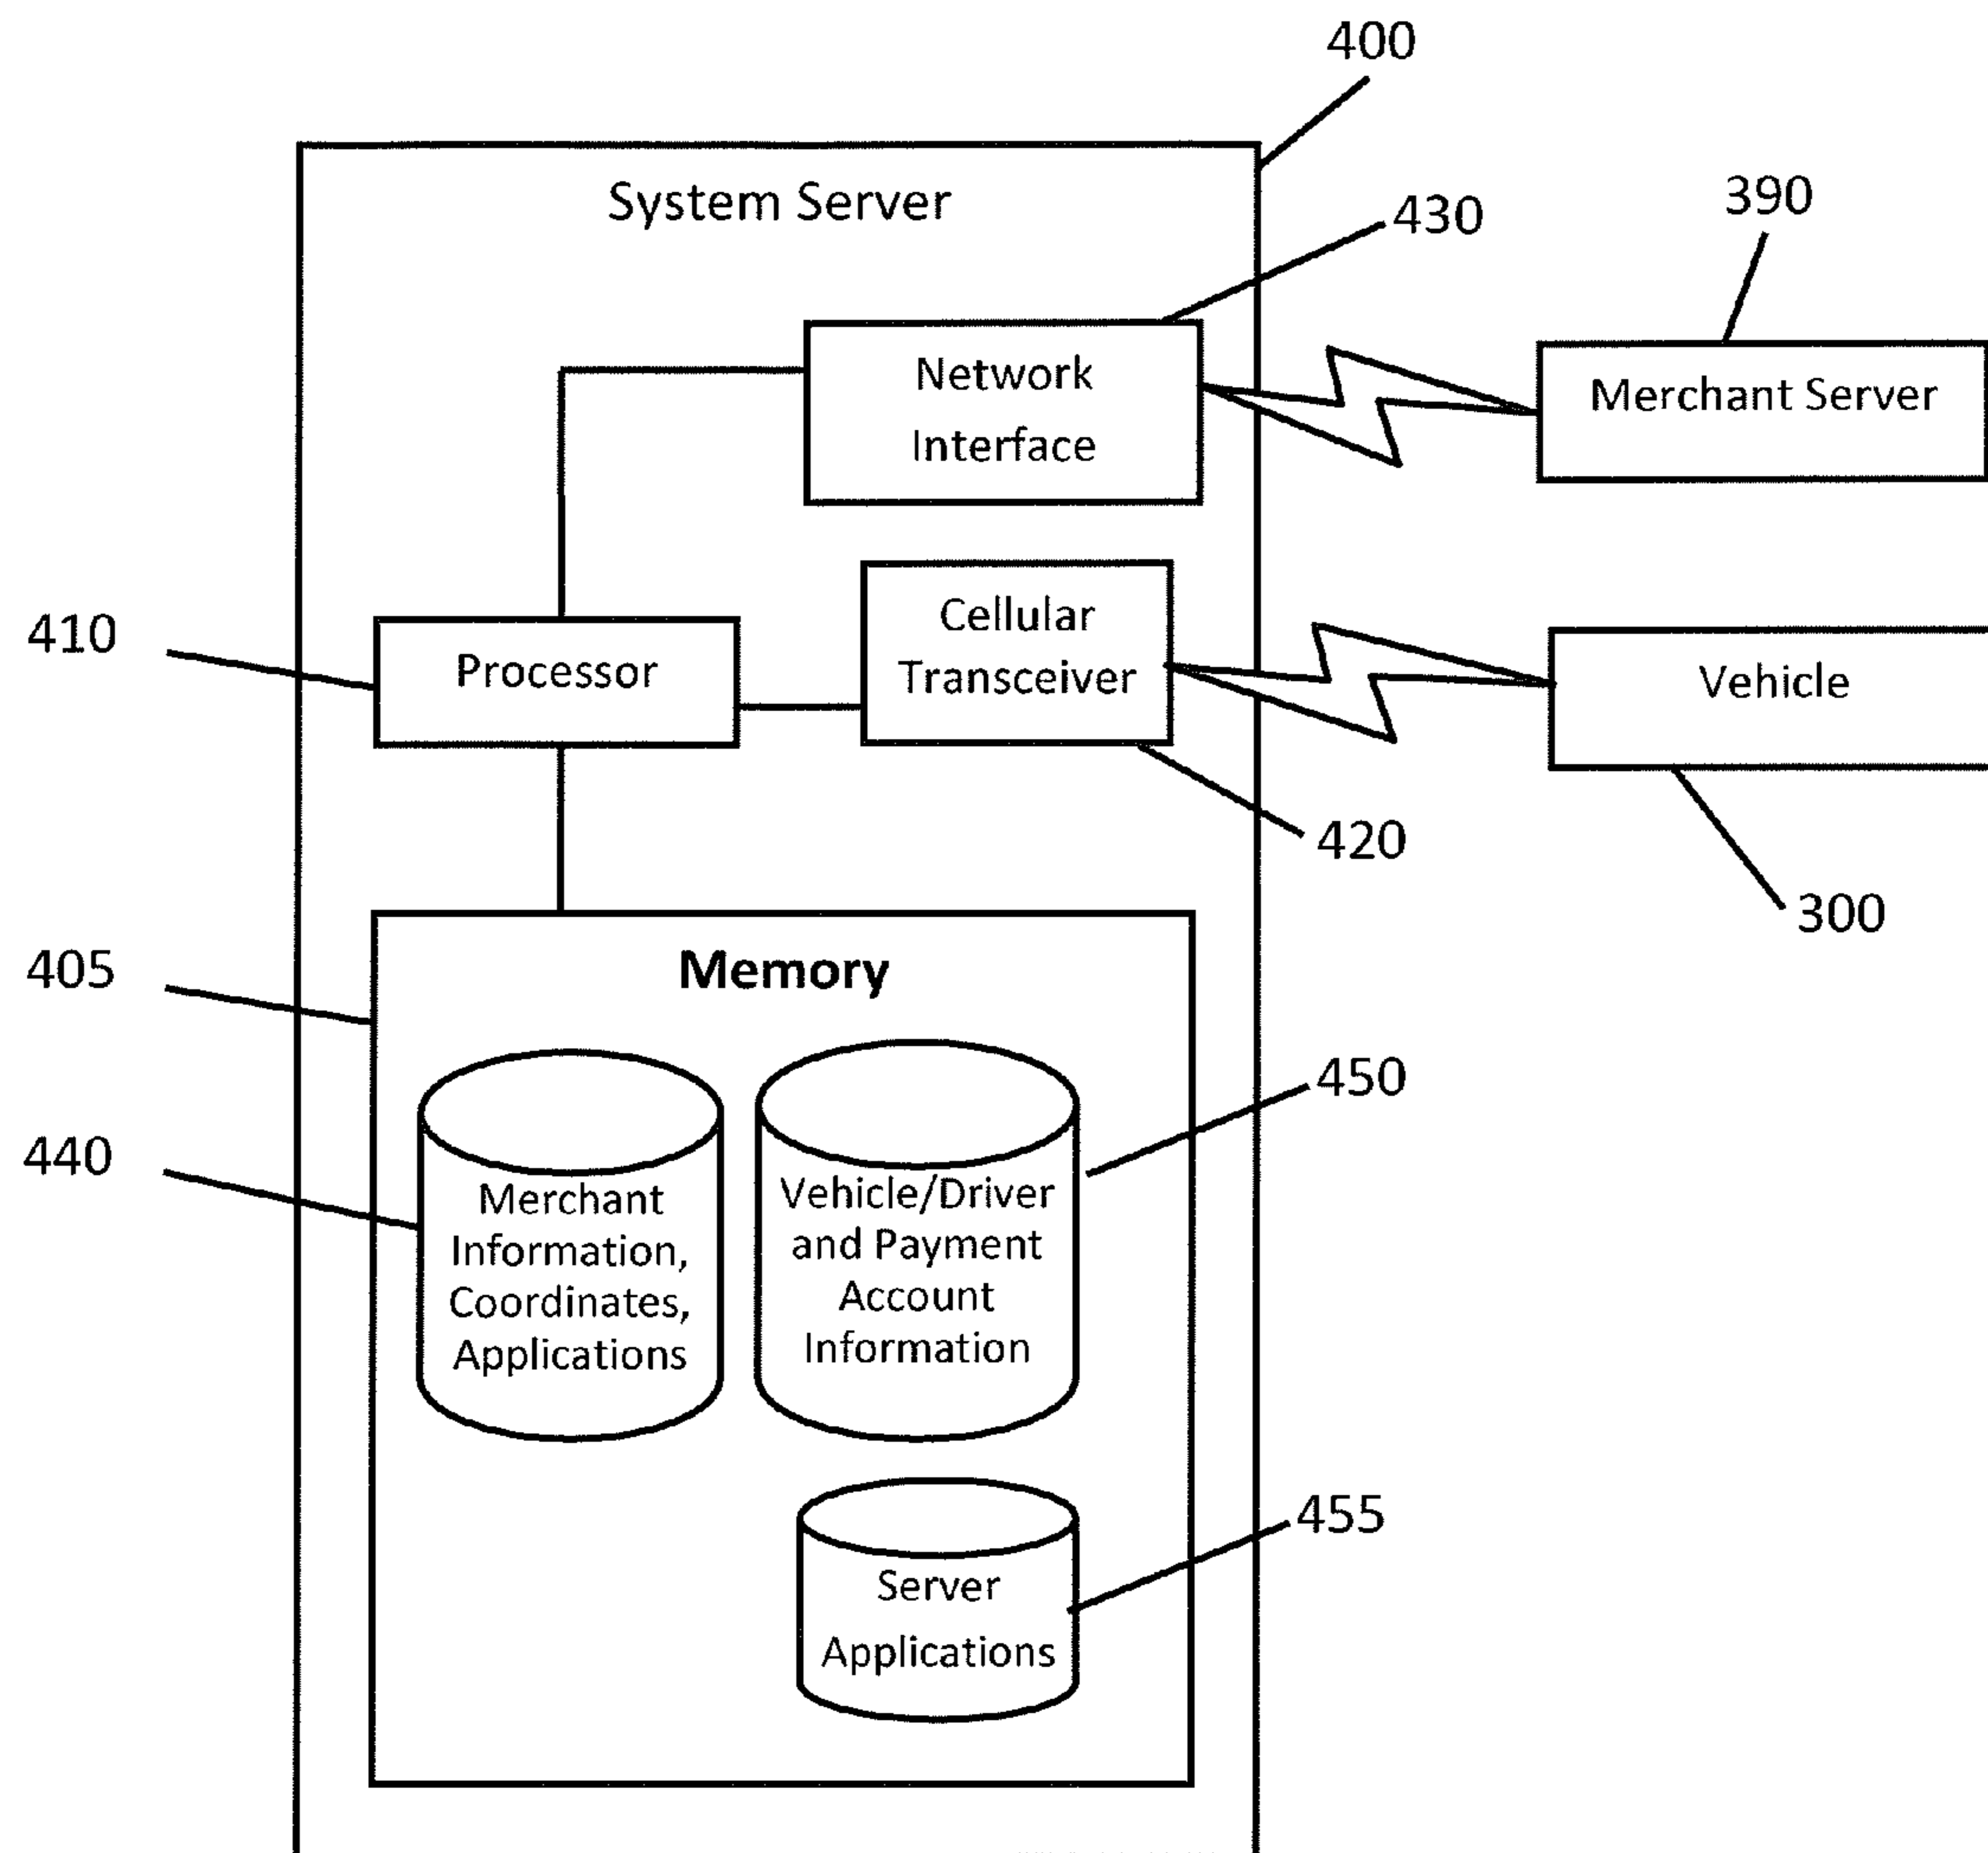 400
System Server
430
390
Network
Interface
Merchant Server
410
Processor
Cellular
Transceiver
Vehicle
420
300
405
Memory
450
440
Merchant
Information,
Coordinates,
Applications
Vehicle/Driver
and Payment
Account
Information
455
Server
Applications